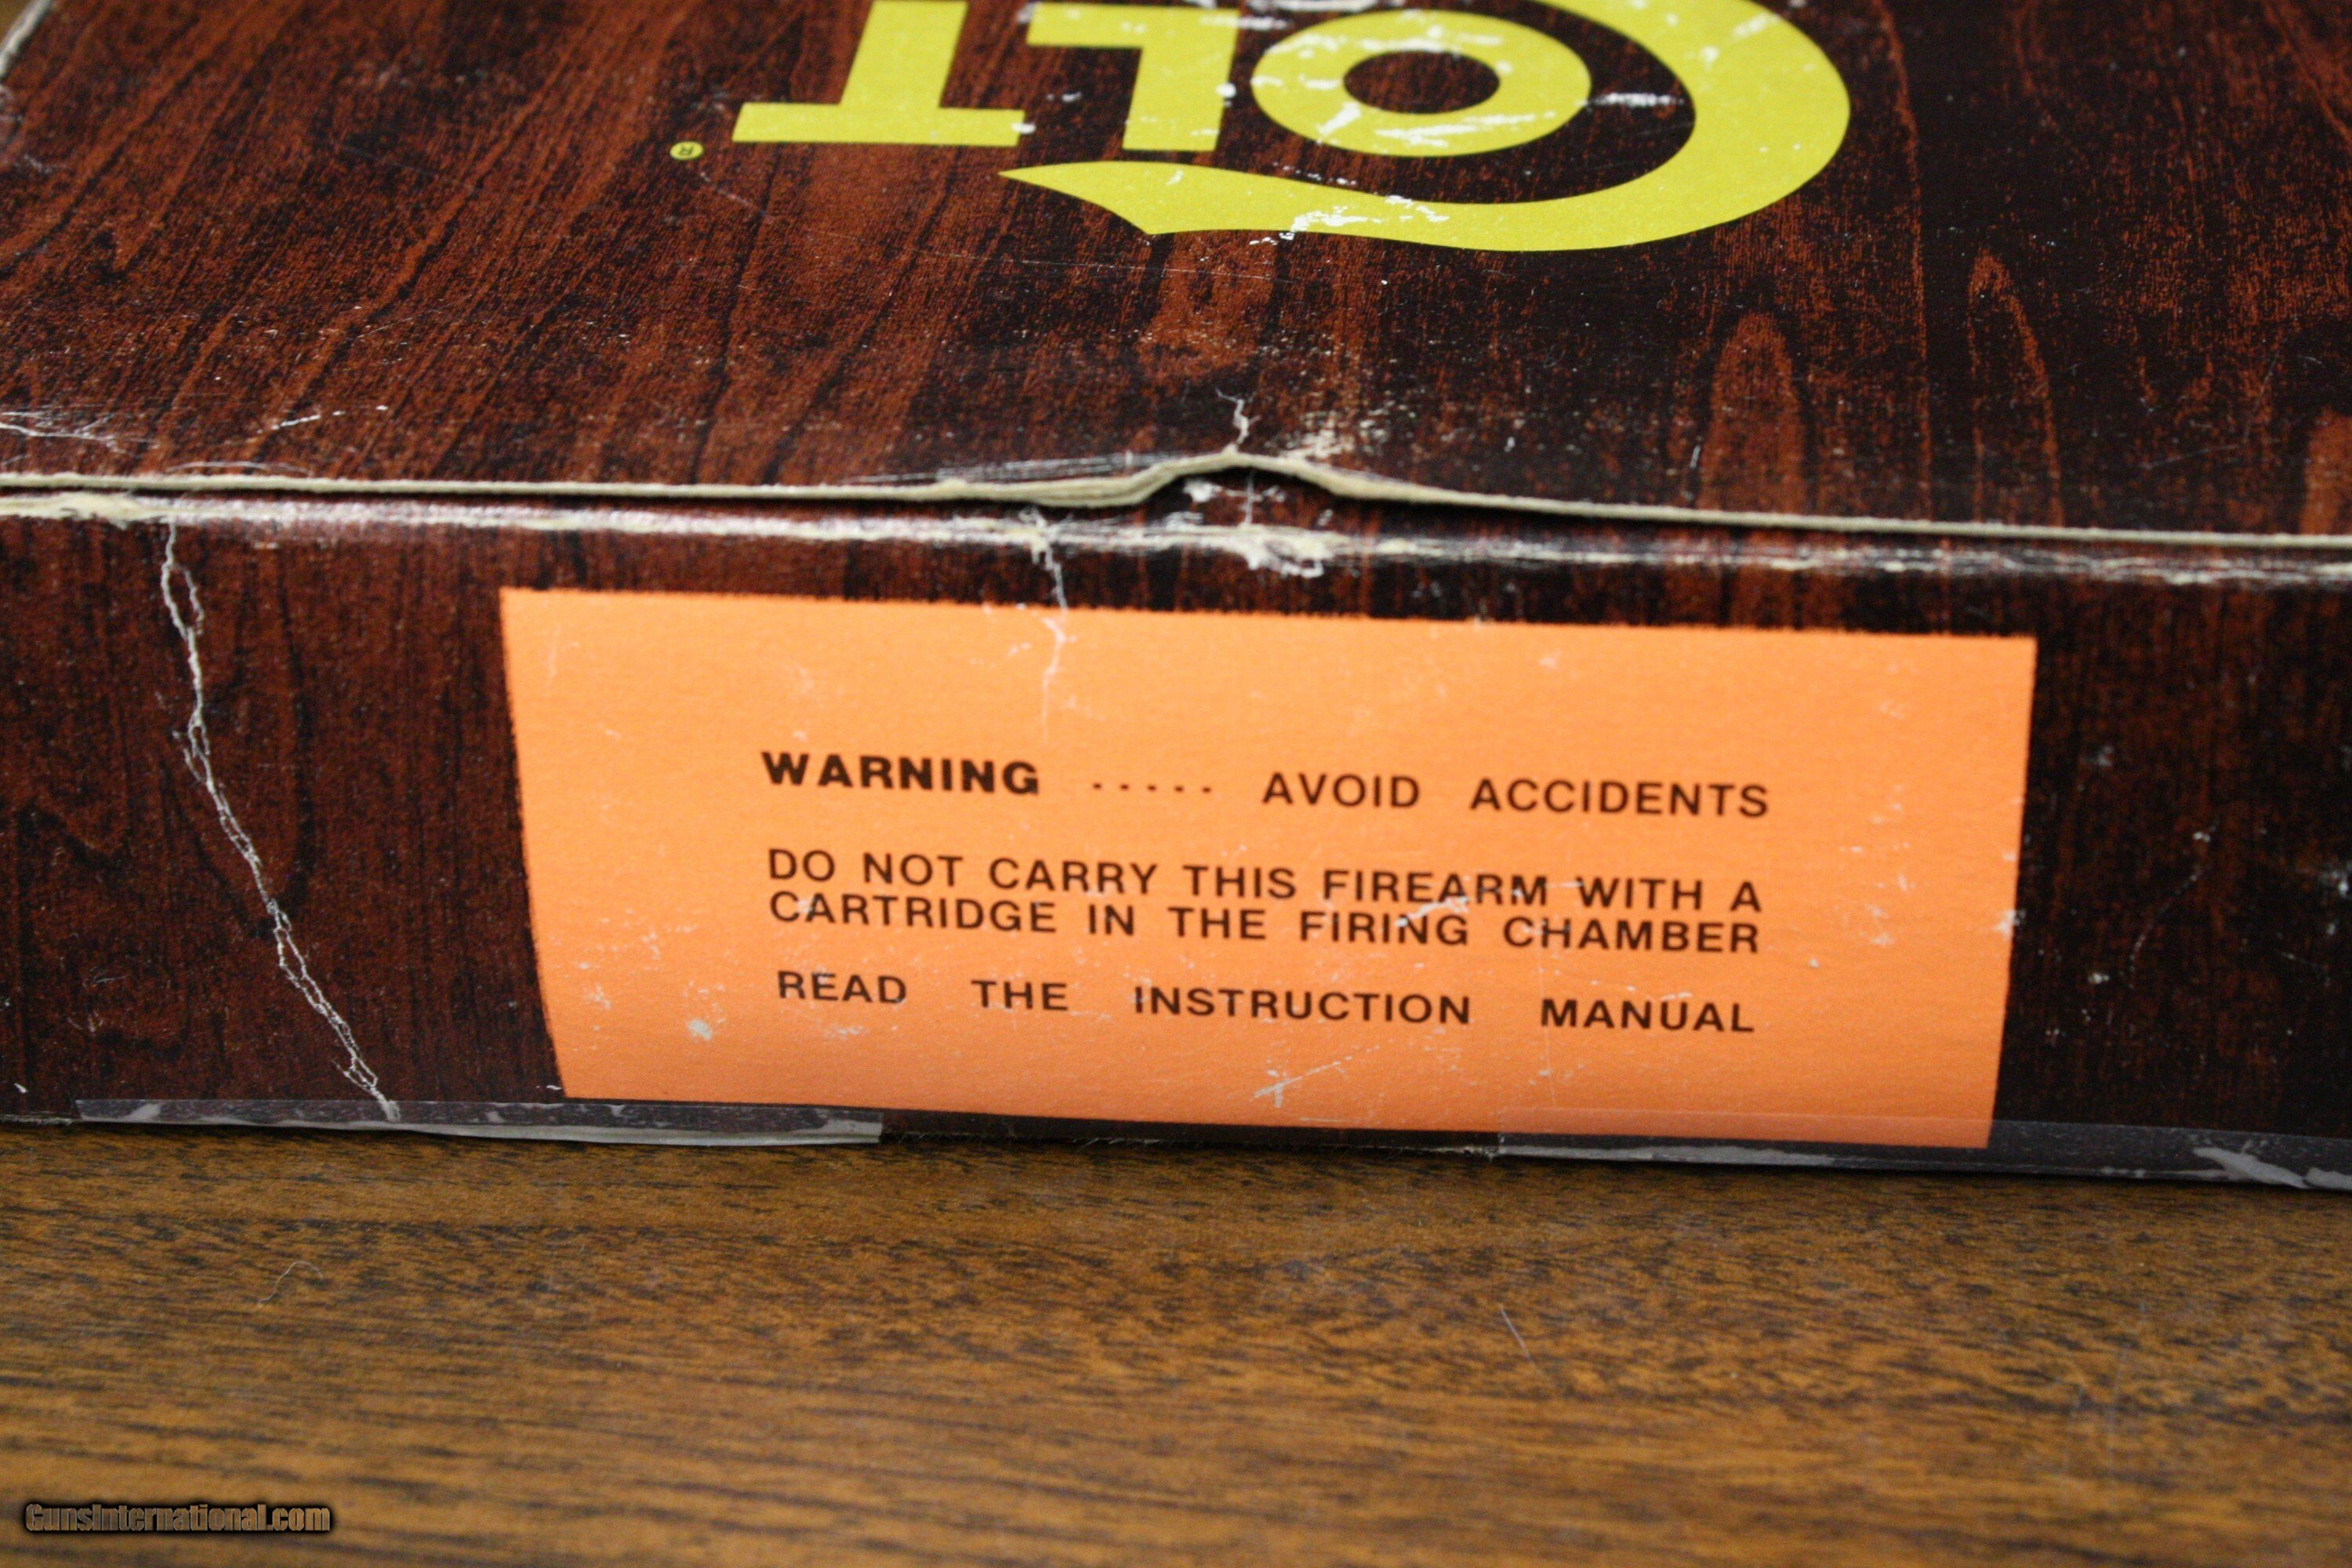 COLT®
WARNING ..... AVOID ACCIDENTS
DO NOT CARRY THIS FIREARM WITH A
CARTRIDGE IN THE FIRING CHAMBER
READ THE INSTRUCTION MANUAL
GunsInternational.com